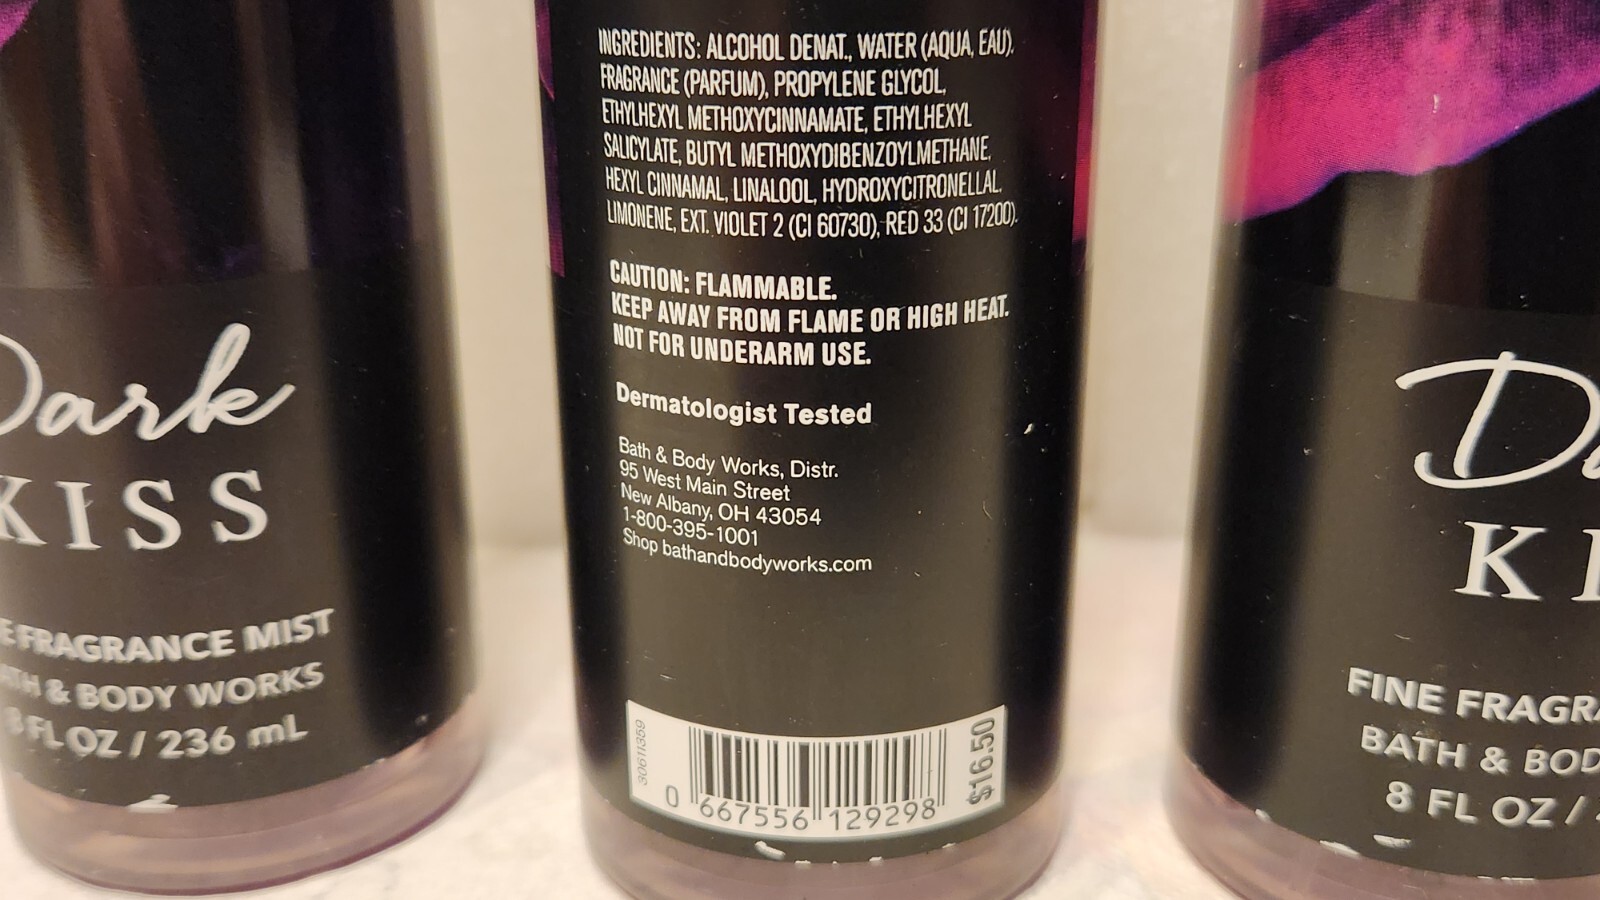 Dark
KISS
FRAGRANCE MIST
& BODY WORKS
8 FL OZ / 236 mL
INGREDIENTS: ALCOHOL DENAT., WATER (AQUA, EAU),
FRAGRANCE (PARFUM), PROPYLENE GLYCOL,
ETHYLHEXYL METHOXYCINNAMATE, ETHYLHEXYL
SALICYLATE, BUTYL METHOXYDIBENZOYLMETHANE,
HEXYL CINNAMAL, LINALOOL, HYDROXYCITRONELLAL,
LIMONENE, EXT. VIOLET 2 (CI 60730), RED 33 (CI 17200).
CAUTION: FLAMMABLE.
KEEP AWAY FROM FLAME OR HIGH HEAT.
NOT FOR UNDERARM USE.
Dermatologist Tested
Bath & Body Works, Distr.
95 West Main Street
New Albany, OH 43054
1-800-395-1001
Shop bathandbodyworks.com
30611359
0 667556 129298
$16.50
KI
FINE FRAGR
BATH & BOD
8 FL OZ /